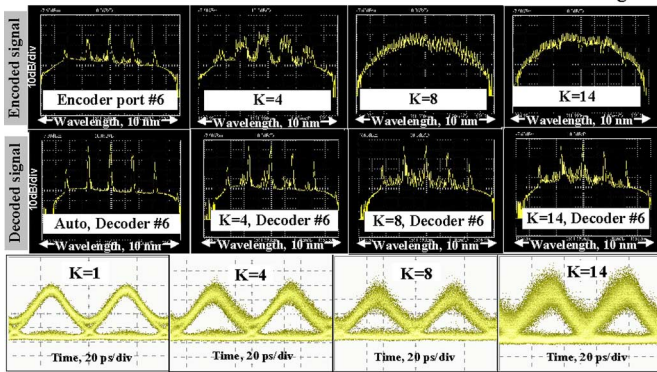 Encoded signal
10dB/div
Encoder port #6
K=4
K=8
K=14
Wavelength, 10 nm
Wavelength, 10 nm
Wavelength, 10 nm
Wavelength, 10 nm
Decoded signal
10dB/div
Auto, Decoder #6
K=4, Decoder #6
K=8, Decoder #6
K=14, Decoder #6
Wavelength, 10 nm
Wavelength, 10 nm
Wavelength, 10 nm
Wavelength, 10 nm
K=1
K=4
K=8
K=14
Time, 20 ps/div
Time, 20 ps/div
Time, 20 ps/div
Time, 20 ps/div